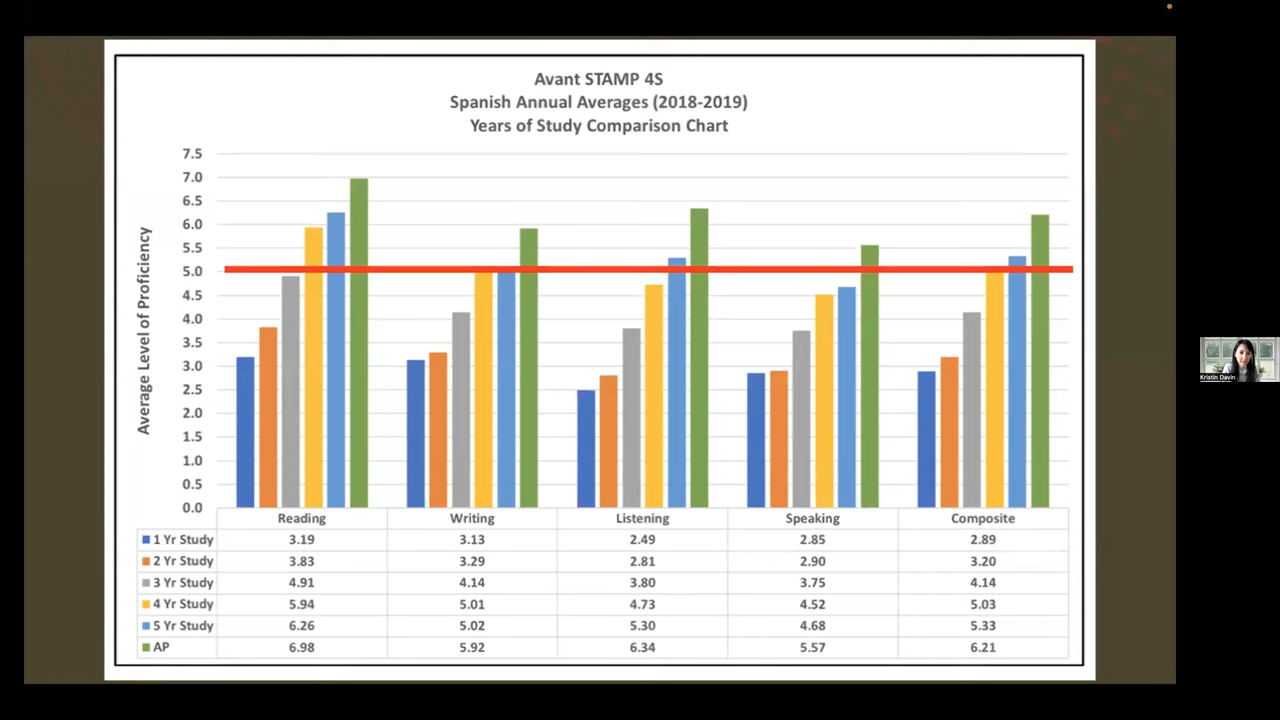 Avant STAMP 4S
Spanish Annual Averages (2018-2019)
Years of Study Comparison Chart
Average Level of Proficiency
7.5
7.0
6.5
6.0
5.5
5.0
4.5
4.0
3.5
3.0
2.5
2.0
1.5
1.0
0.5
0.0
Reading Writing Listening Speaking Composite
1 Yr Study 3.19 3.13 2.49 2.85 2.89
2 Yr Study 3.83 3.29 2.81 2.90 3.20
3 Yr Study 4.91 4.14 3.80 3.75 4.14
4 Yr Study 5.94 5.01 4.73 4.52 5.03
5 Yr Study 6.26 5.02 5.30 4.68 5.33
AP 6.98 5.92 6.34 5.57 6.21
Kristin Davin